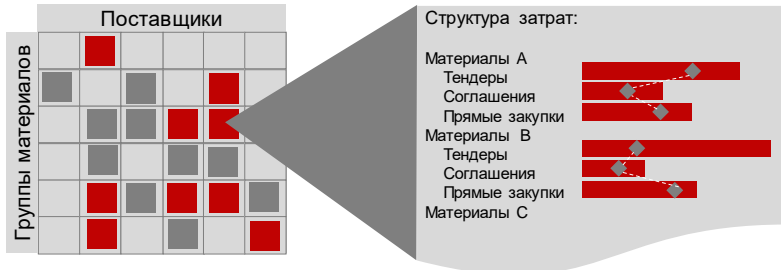 Поставщики
Группы материалов
Структура затрат:
Материалы А
Тендеры
Соглашения
Прямые закупки
Материалы В
Тендеры
Соглашения
Прямые закупки
Материалы С